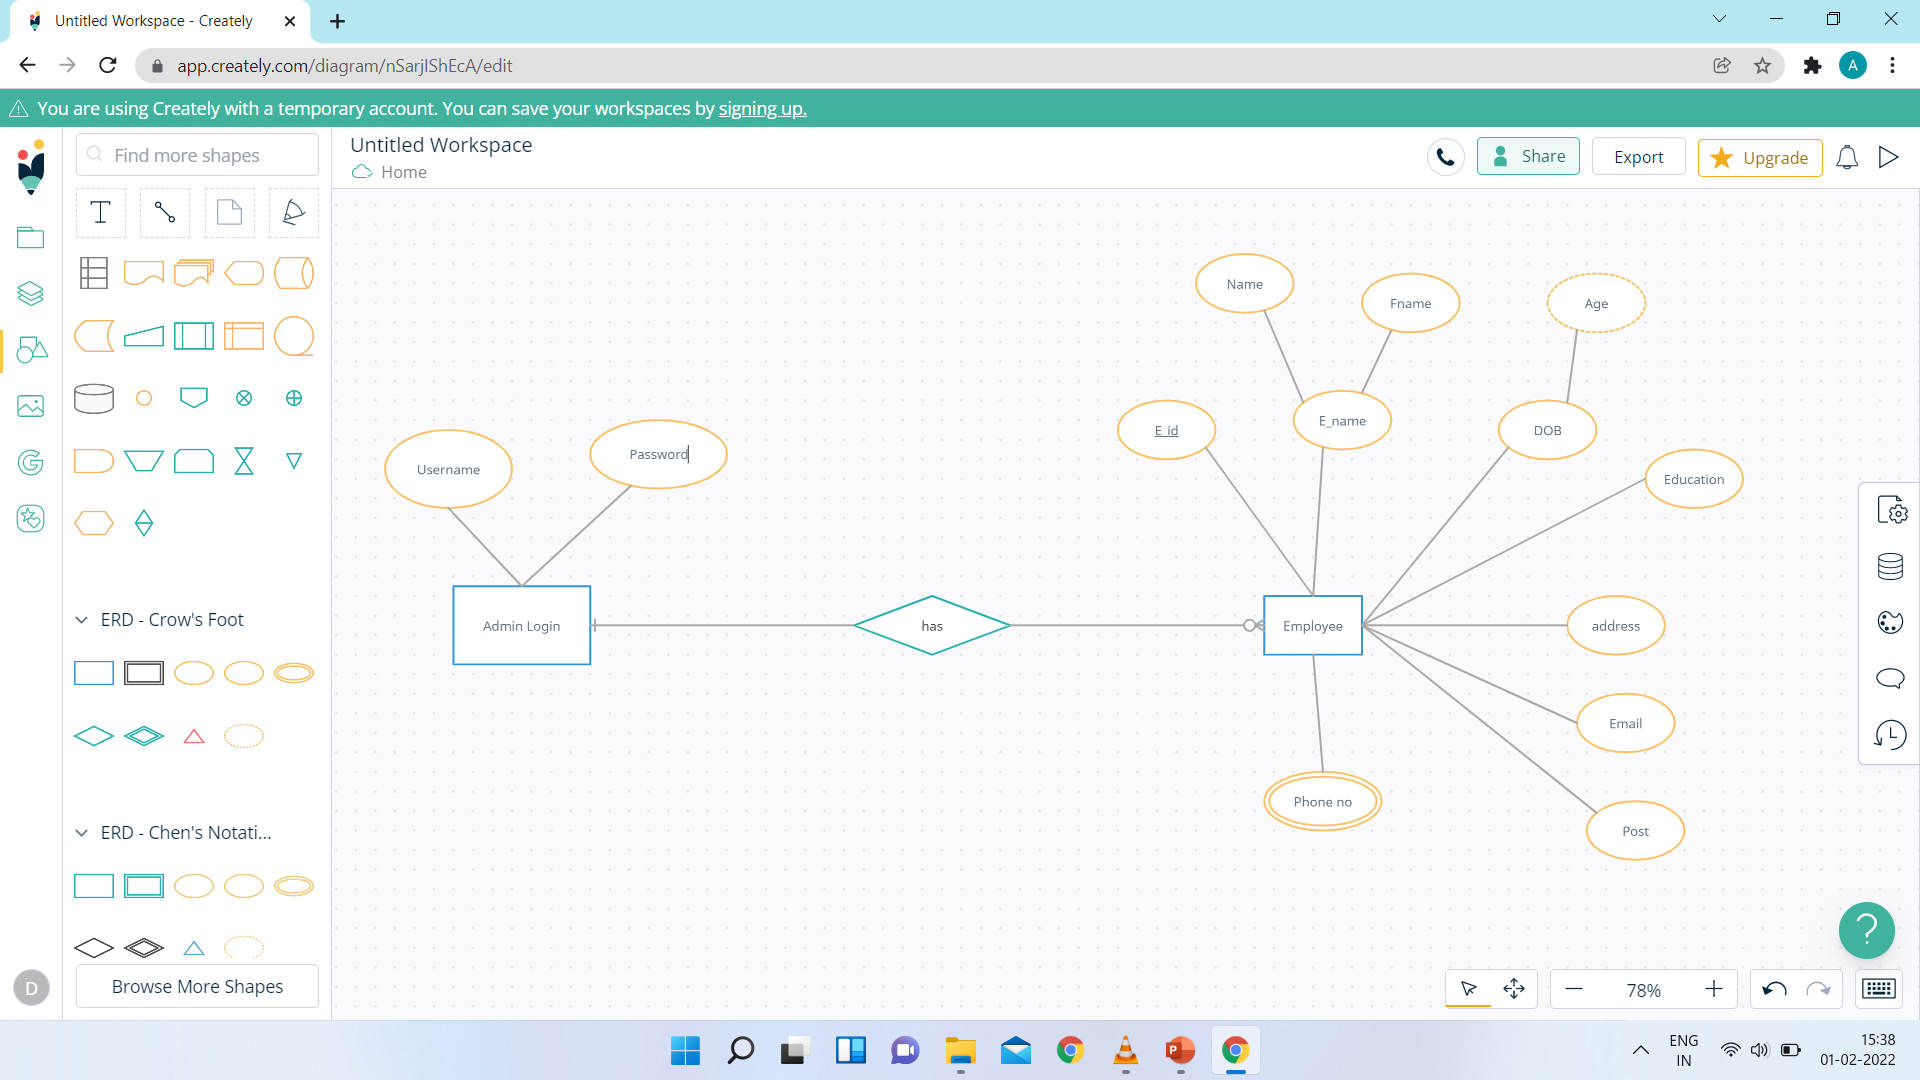 Untitled Workspace - Creately
app.creately.com/diagram/nSarjIShEcA/edit
A
You are using Creately with a temporary account. You can save your workspaces by signing up.
Find more shapes
Untitled Workspace
Home
Share
Export
Upgrade
T
Name
Fname
Age
E_id
E_name
DOB
Username
Password
Education
Admin Login
has
Employee
address
Email
Phone no
Post
ERD - Crow's Foot
ERD - Chen's Notati...
Browse More Shapes
D
78%
?
ENG
IN
15:38
01-02-2022